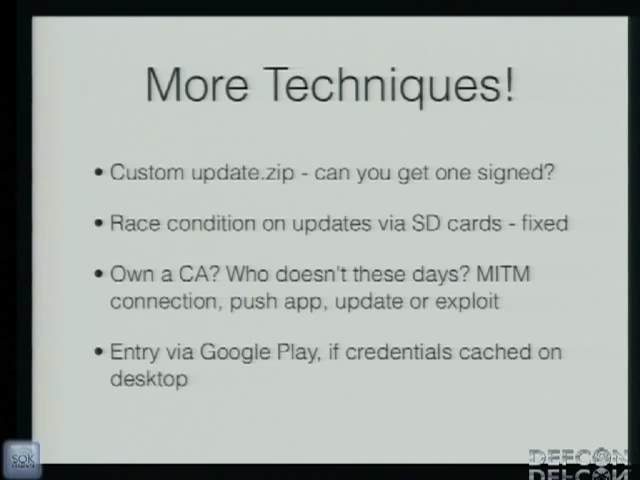 More Techniques!
• Custom update.zip - can you get one signed?
• Race condition on updates via SD cards - fixed
• Own a CA? Who doesn't these days? MITM
connection, push app, update or exploit
• Entry via Google Play, if credentials cached on
desktop
SOK
DEFCON
DEFCON